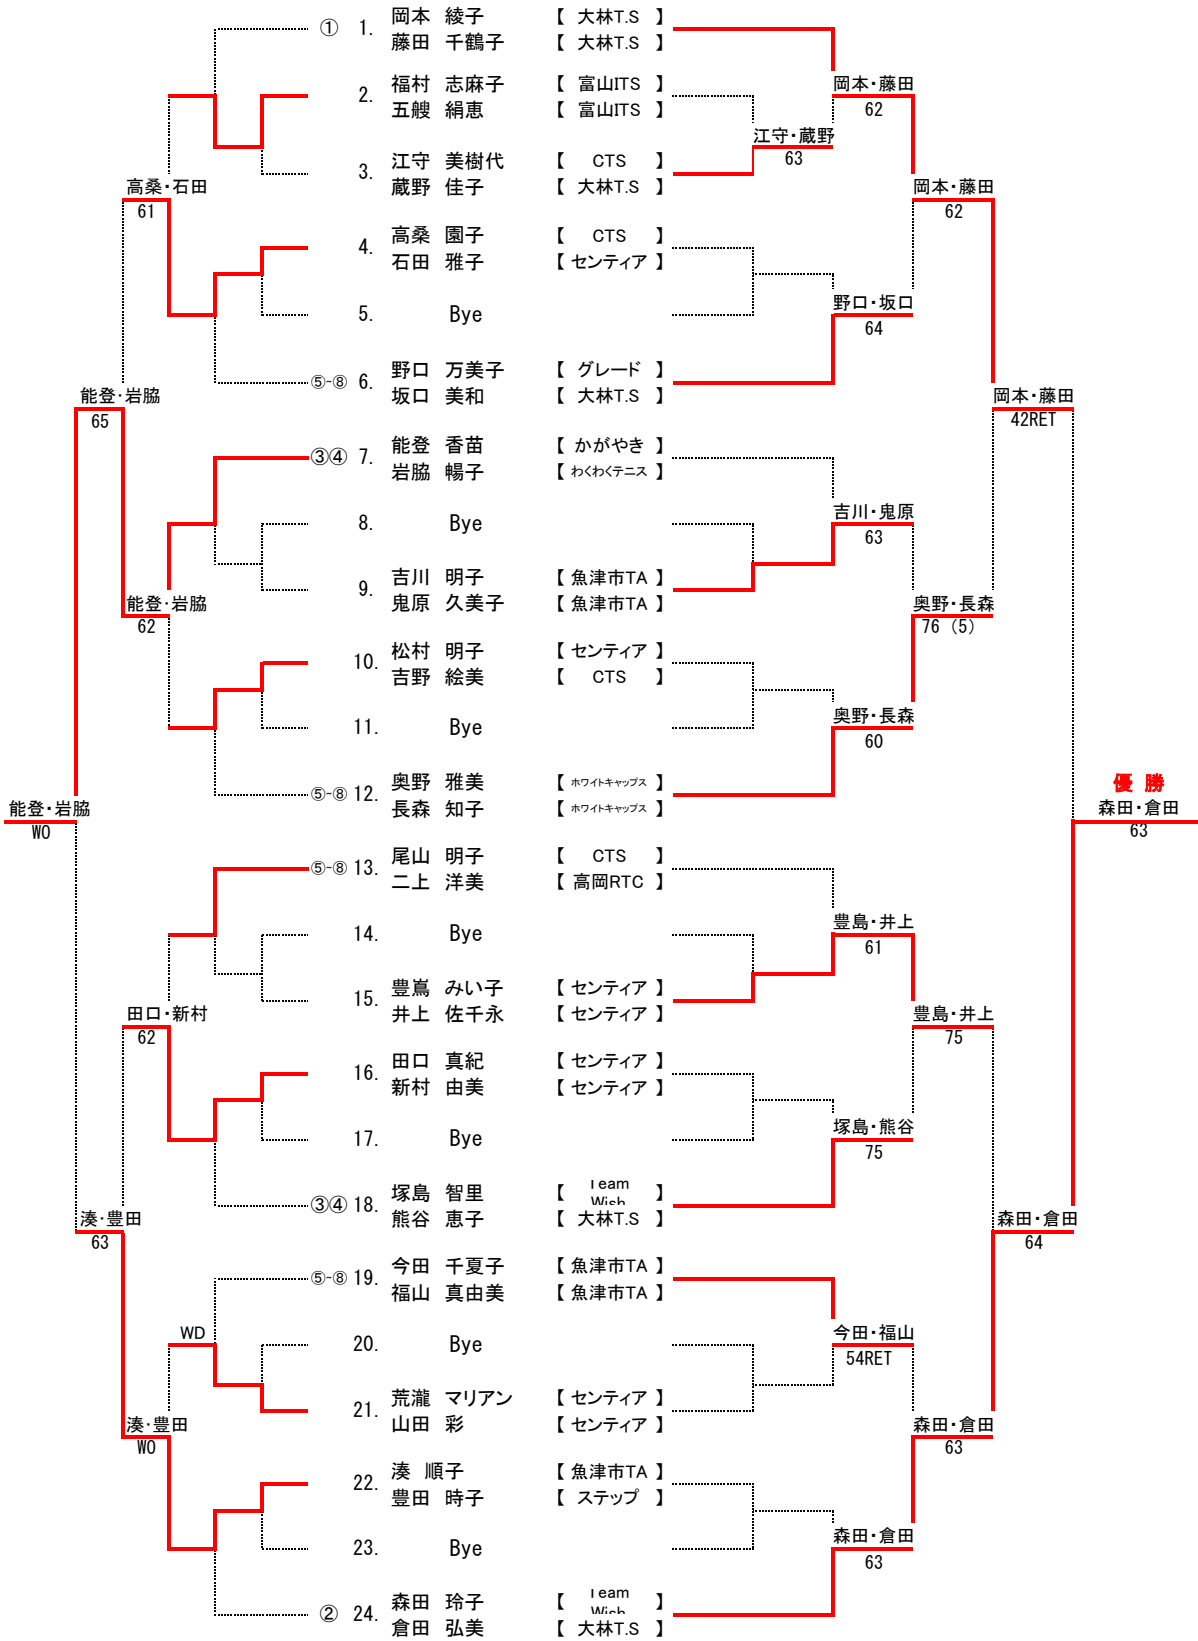 ① 1. 岡本 綾子 【 大林T.S 】
藤田 千鶴子 【 大林T.S 】
2. 福村 志麻子 【 富山ITS 】
五艘 絹恵 【 富山ITS 】
岡本・藤田
62
江守・蔵野
63
3. 江守 美樹代 【 CTS 】
蔵野 佳子 【 大林T.S 】
高桑・石田
61
岡本・藤田
62
4. 高桑 園子 【 CTS 】
石田 雅子 【 センティア 】
5. Bye
野口・坂口
64
⑤-⑧ 6. 野口 万美子 【 グレード 】
坂口 美和 【 大林T.S 】
能登・岩脇
65
岡本・藤田
42RET
③④ 7. 能登 香苗 【 かがやき 】
岩脇 暢子 【 わくわくテニス 】
8. Bye
吉川・鬼原
63
9. 吉川 明子 【 魚津市TA 】
鬼原 久美子 【 魚津市TA 】
能登・岩脇
62
奥野・長森
76 (5)
10. 松村 明子 【 センティア 】
吉野 絵美 【 CTS 】
11. Bye
奥野・長森
60
⑤-⑧ 12. 奥野 雅美 【 ホワイトキャップス 】
長森 知子 【 ホワイトキャップス 】
能登・岩脇
WO
優 勝
森田・倉田
63
⑤-⑧ 13. 尾山 明子 【 CTS 】
二上 洋美 【 高岡RTC 】
14. Bye
豊島・井上
61
15. 豊嶌 みい子 【 センティア 】
井上 佐千永 【 センティア 】
田口・新村
62
豊島・井上
75
16. 田口 真紀 【 センティア 】
新村 由美 【 センティア 】
17. Bye
塚島・熊谷
75
③④ 18. 塚島 智里 【 Team Wish 】
熊谷 恵子 【 大林T.S 】
湊・豊田
63
森田・倉田
64
⑤-⑧ 19. 今田 千夏子 【 魚津市TA 】
福山 真由美 【 魚津市TA 】
WD
20. Bye
今田・福山
54RET
21. 荒瀧 マリアン 【 センティア 】
山田 彩 【 センティア 】
湊・豊田
WO
森田・倉田
63
22. 湊 順子 【 魚津市TA 】
豊田 時子 【 ステップ 】
23. Bye
森田・倉田
63
② 24. 森田 玲子 【 Team Wish 】
倉田 弘美 【 大林T.S 】